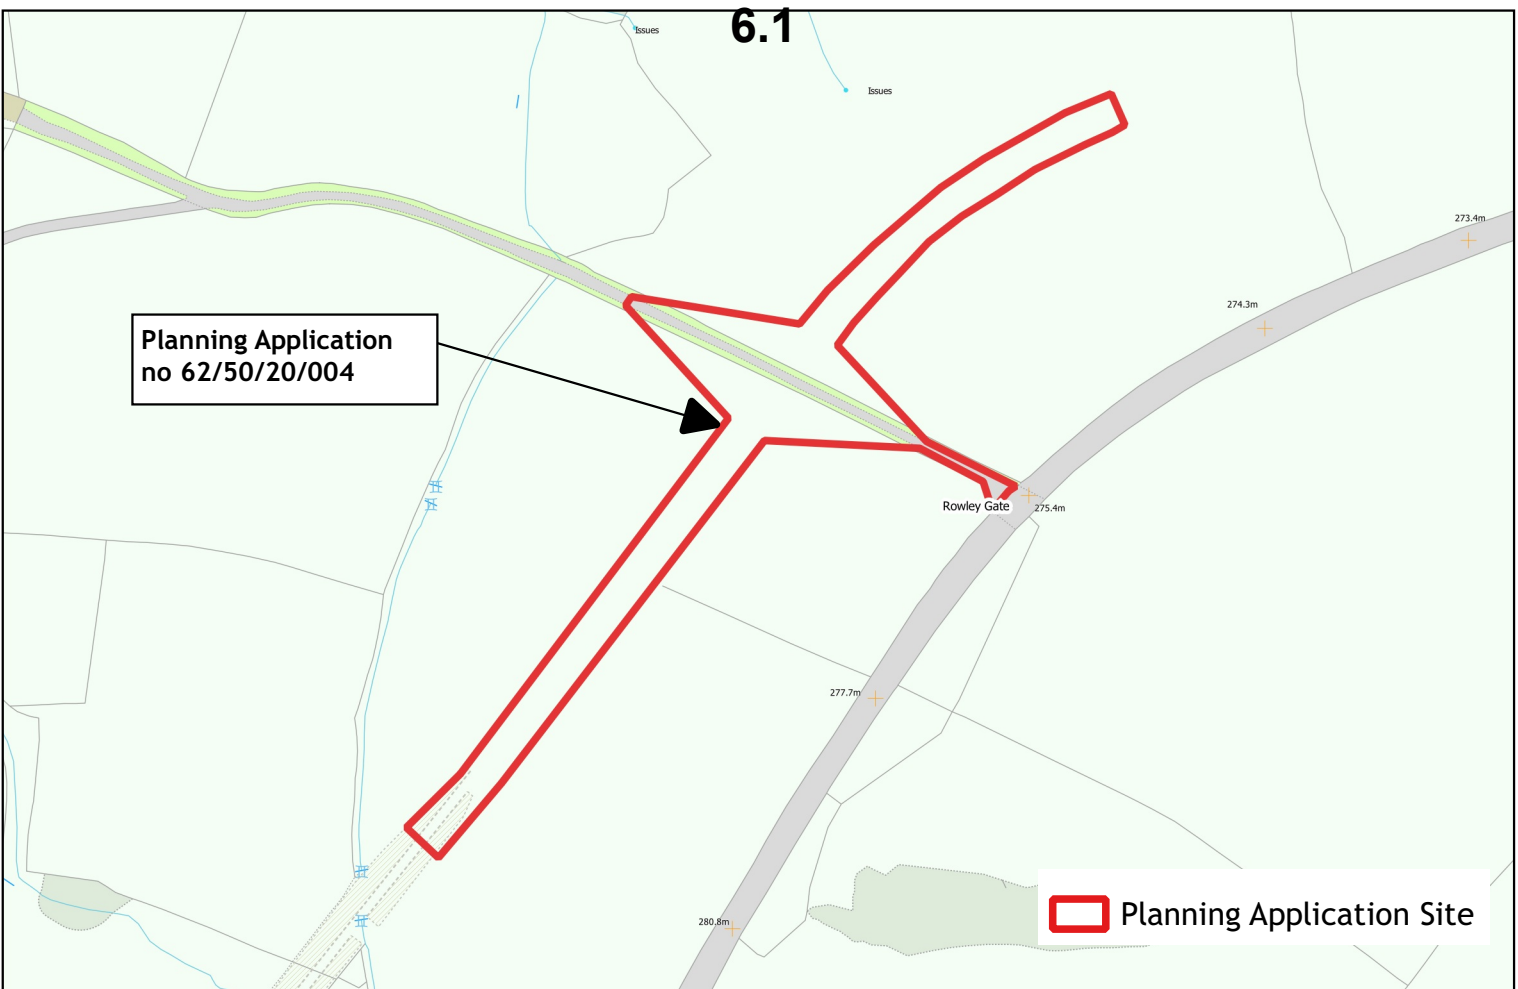 6.1
Issues
Issues
273.4m
274.3m
Planning Application
no 62/50/20/004
Rowley Gate
275.4m
277.7m
280.8m
Planning Application Site